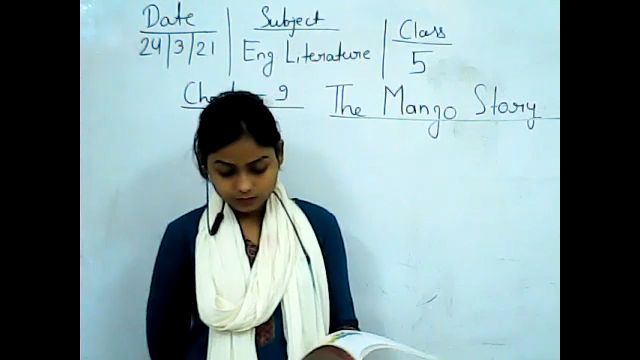 Date Subject Class
24/3/21 Eng Literature 5
9 The Mango Story